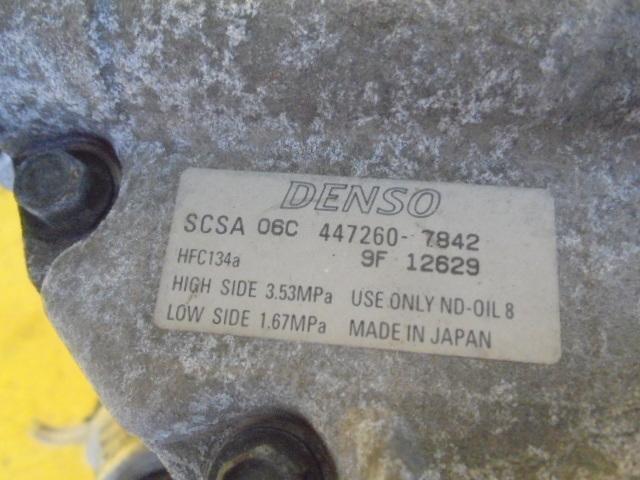 DENSO
SCSA 06C 447260-7842
HFC134a 9F 12629
HIGH SIDE 3.53MPa USE ONLY ND-OIL 8
LOW SIDE 1.67MPa MADE IN JAPAN